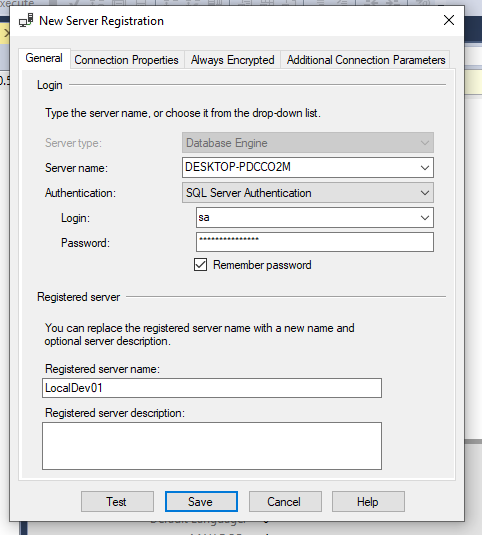 New Server Registration
General
Connection Properties
Always Encrypted
Additional Connection Parameters
Login
Type the server name, or choose it from the drop-down list.
Server type:
Database Engine
Server name:
DESKTOP-PDCCO2M
Authentication:
SQL Server Authentication
Login:
sa
Password:
***************
Remember password
Registered server
You can replace the registered server name with a new name and
optional server description.
Registered server name:
LocalDev01
Registered server description:
Test
Save
Cancel
Help